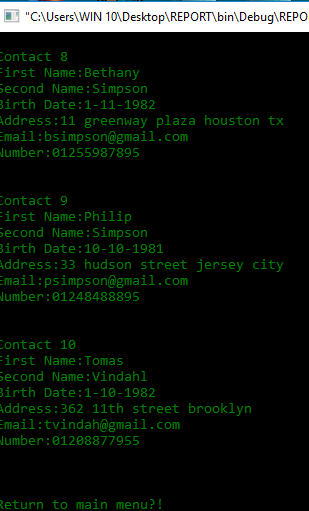 "C:\Users\WIN 10\Desktop\REPORT\bin\Debug\REPO
Contact 8
First Name:Bethany
Second Name:Simpson
Birth Date:1-11-1982
Address:11 greenway plaza houston tx
Email:bsimpson@gmail.com
Number:01255987895
Contact 9
First Name:Philip
Second Name:Simpson
Birth Date:10-10-1981
Address:33 hudson street jersey city
Email:psimpson@gmail.com
Number:01248488895
Contact 10
First Name:Tomas
Second Name:Vindahl
Birth Date:1-10-1982
Address:362 11th street brooklyn
Email:tvindah@gmail.com
Number:01208877955
Return to main menu?!